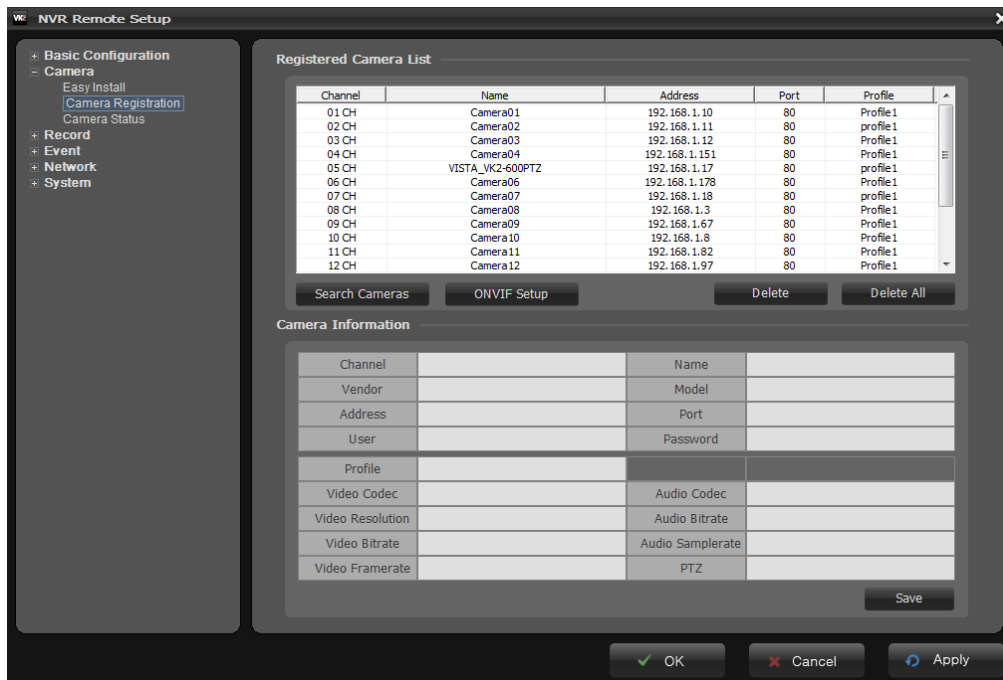 VK2 NVR Remote Setup
Basic Configuration
Camera
Easy Install
Camera Registration
Camera Status
Record
Event
Network
System
Registered Camera List
Channel Name Address Port Profile
01 CH Camera01 192.168.1.10 80 Profile1
02 CH Camera02 192.168.1.11 80 profile1
03 CH Camera03 192.168.1.12 80 Profile1
04 CH Camera04 192.168.1.151 80 Profile1
05 CH VISTA_VK2-600PTZ 192.168.1.17 80 profile1
06 CH Camera06 192.168.1.178 80 Profile1
07 CH Camera07 192.168.1.18 80 profile1
08 CH Camera08 192.168.1.3 80 Profile1
09 CH Camera09 192.168.1.67 80 Profile1
10 CH Camera10 192.168.1.8 80 Profile1
11 CH Camera11 192.168.1.82 80 Profile1
12 CH Camera12 192.168.1.97 80 Profile1
Search Cameras ONVIF Setup Delete Delete All
Camera Information
Channel Name
Vendor Model
Address Port
User Password
Profile
Video Codec Audio Codec
Video Resolution Audio Bitrate
Video Bitrate Audio Samplerate
Video Framerate PTZ
Save
OK Cancel Apply